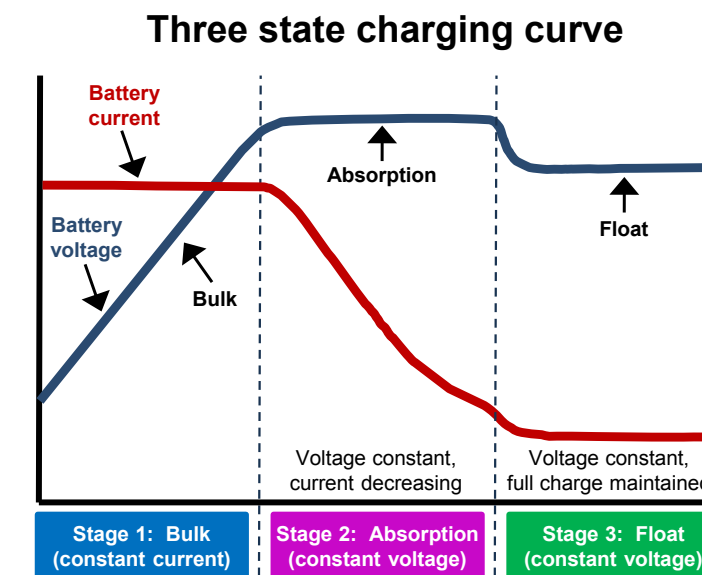 Three state charging curve
Battery
current
Battery
voltage
Bulk
Absorption
Float
Voltage constant,
current decreasing
Voltage constant,
full charge maintained
Stage 1:  Bulk
(constant current)
Stage 2:  Absorption
(constant voltage)
Stage 3:  Float
(constant voltage)